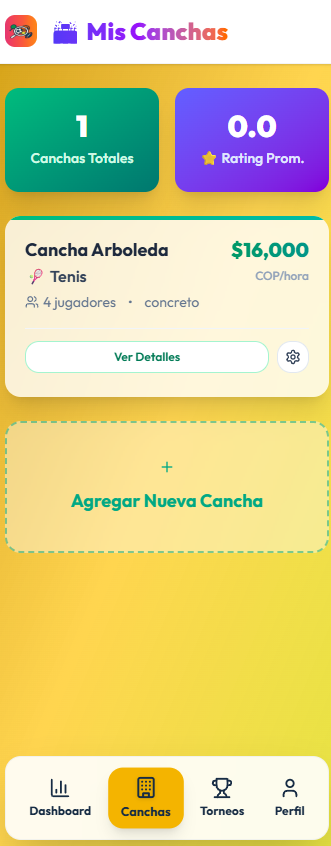 Mis Canchas
1
Canchas Totales
0.0
⭐ Rating Prom.
Cancha Arboleda
$16,000
🏸 Tenis
COP/hora
4 jugadores • concreto
Ver Detalles
+
Agregar Nueva Cancha
Dashboard
Canchas
Torneos
Perfil